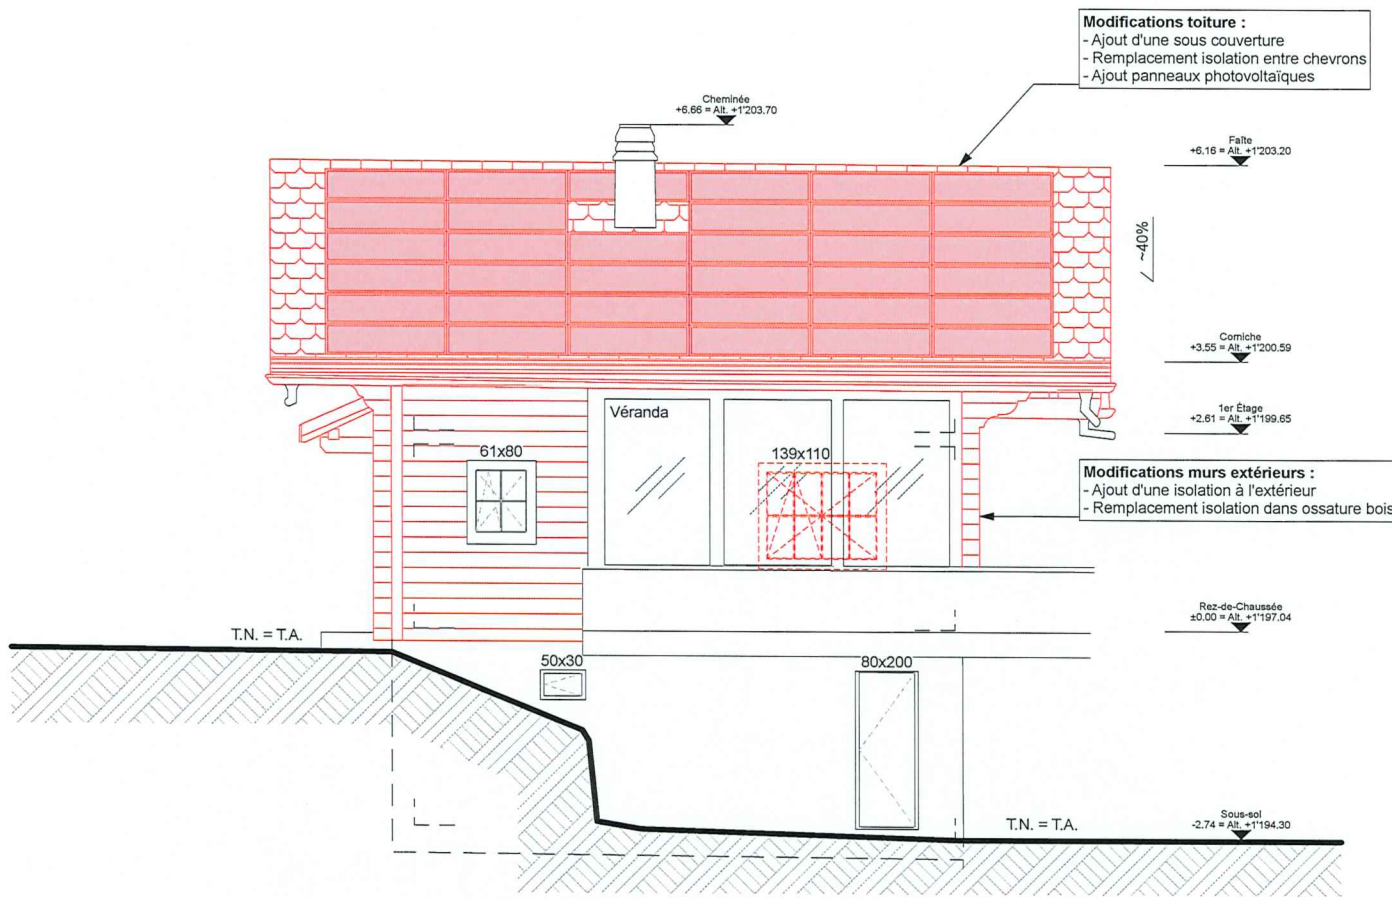 Modifications toiture :
- Ajout d'une sous couverture
- Remplacement isolation entre chevrons
- Ajout panneaux photovoltaïques
Cheminée
+6.66 = Alt. +1'203.70
Faîte
+6.16 = Alt. +1'203.20
~40%
Corniche
+3.55 = Alt. +1'200.59
1er Étage
+2.61 = Alt. +1'199.65
Véranda
61x80
139x110
Modifications murs extérieurs :
- Ajout d'une isolation à l'extérieur
- Remplacement isolation dans ossature bois
Rez-de-Chaussée
±0.00 = Alt. +1'197.04
T.N. = T.A.
50x30
80x200
Sous-sol
-2.74 = Alt. +1'194.30
T.N. = T.A.